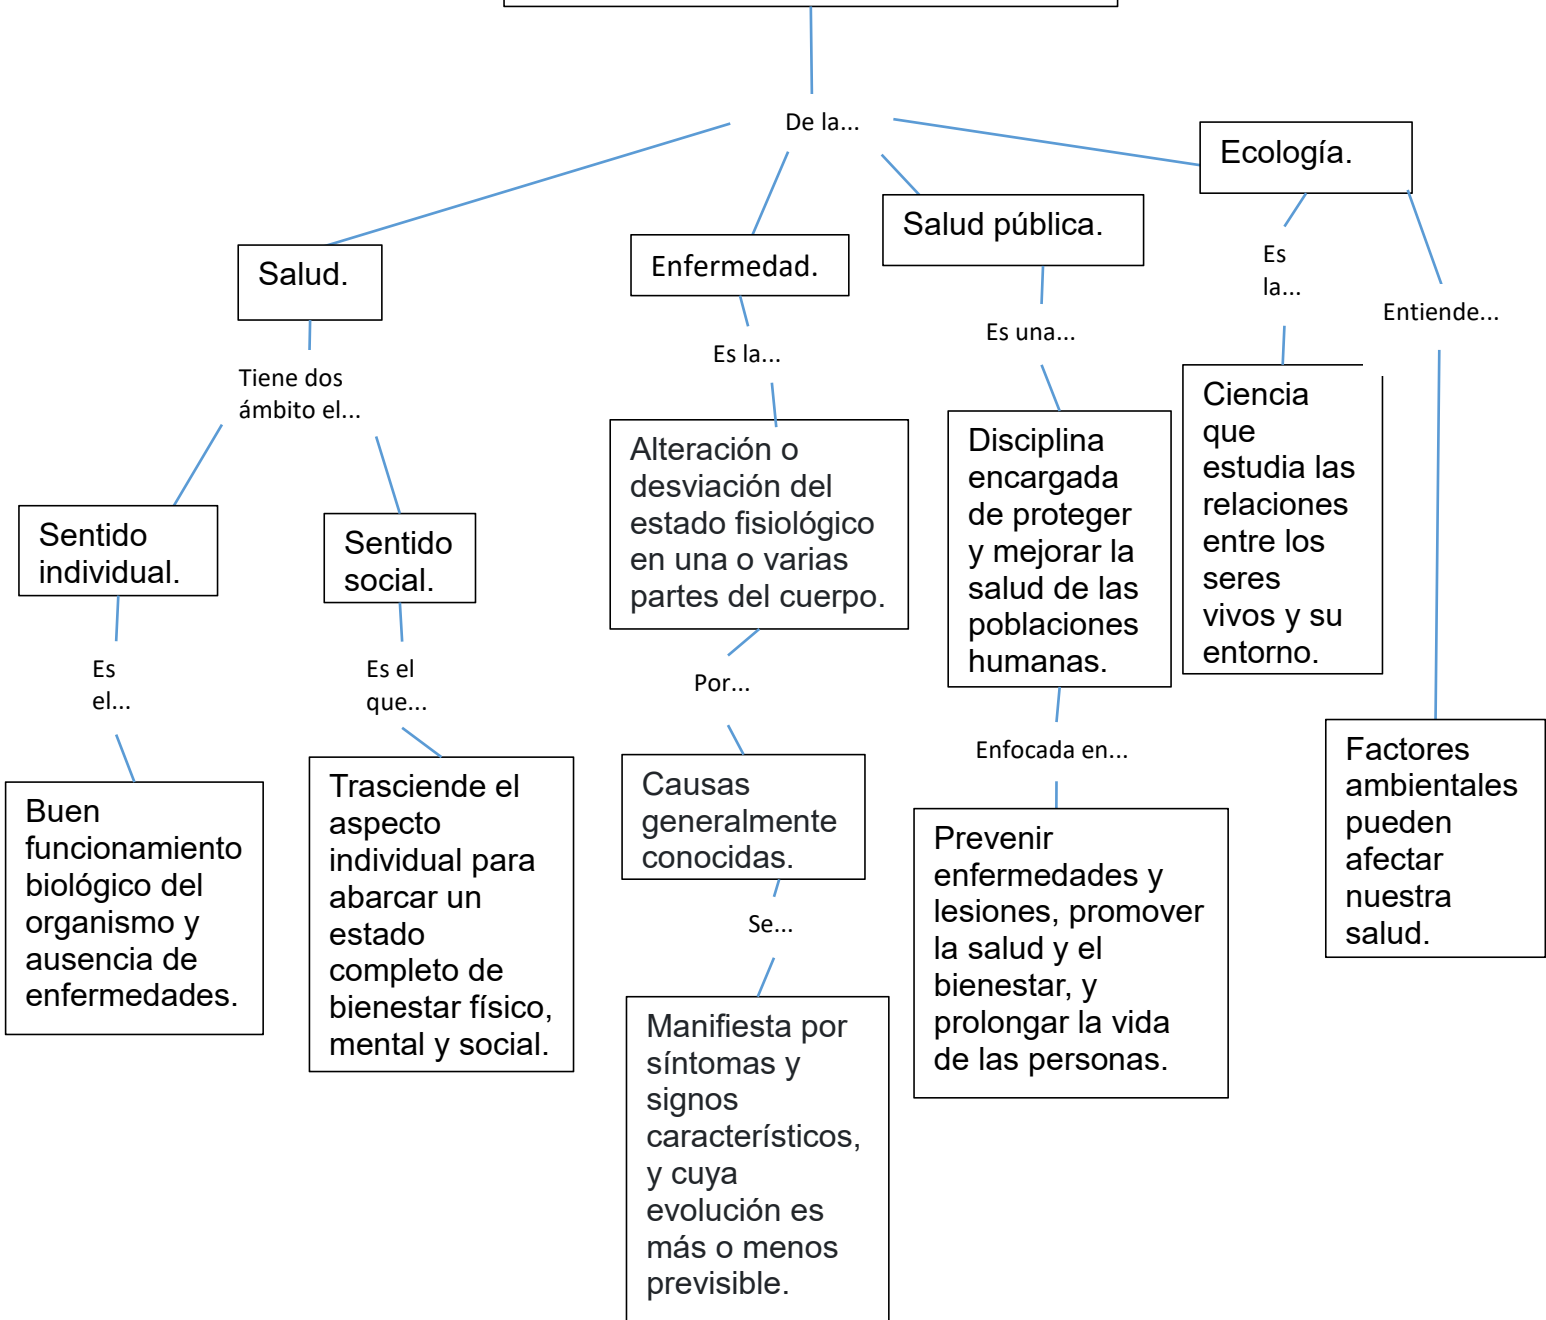 De la...
Ecología.
Salud pública.
Enfermedad.
Salud.
Es
la...
Entiende...
Es una...
Es la...
Tiene dos
ámbito el...
Ciencia
que
estudia las
relaciones
entre los
seres
vivos y su
entorno.
Disciplina
encargada
de proteger
y mejorar la
salud de las
poblaciones
humanas.
Alteración o
desviación del
estado fisiológico
en una o varias
partes del cuerpo.
Sentido
individual.
Sentido
social.
Es
el...
Es el
que...
Por...
Enfocada en...
Factores
ambientales
pueden
afectar
nuestra
salud.
Buen
funcionamiento
biológico del
organismo y
ausencia de
enfermedades.
Trasciende el
aspecto
individual para
abarcar un
estado
completo de
bienestar físico,
mental y social.
Causas
generalmente
conocidas.
Prevenir
enfermedades y
lesiones, promover
la salud y el
bienestar, y
prolongar la vida
de las personas.
Se...
Manifiesta por
síntomas y
signos
característicos,
y cuya
evolución es
más o menos
previsible.